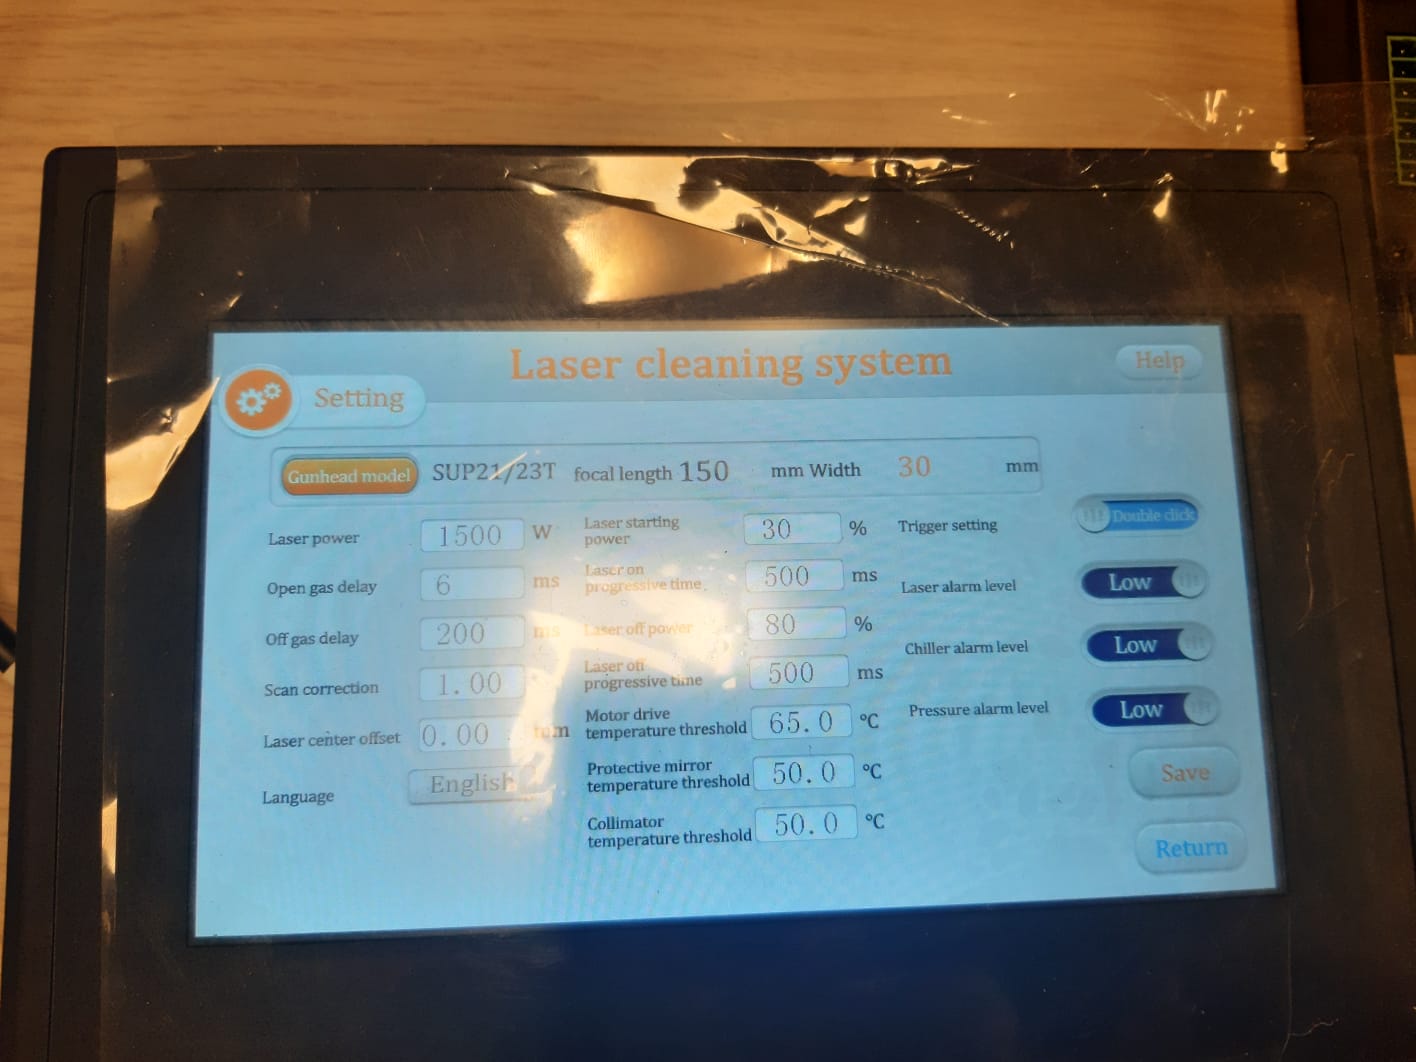 Laser cleaning system
Help
Setting
Gunhead model SUP21/23T focal length 150 mm Width 30 mm
Laser power 1500 W
Open gas delay 6 ms
Off gas delay 200 ms
Scan correction 1.00
Laser center offset 0.00 mm
Language English
Laser starting
power 30 %
Laser on
progressive time 500 ms
Laser off power 80 %
Laser off
progressive time 500 ms
Motor drive
temperature threshold 65.0 °C
Protective mirror
temperature threshold 50.0 °C
Collimator
temperature threshold 50.0 °C
Trigger setting Double click
Laser alarm level Low
Chiller alarm level Low
Pressure alarm level Low
Save
Return